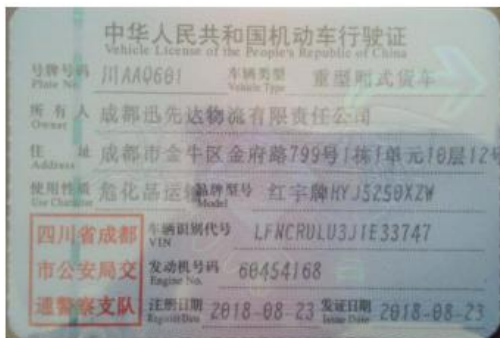 中华人民共和国机动车行驶证
Vehicle License of the People's Republic of China
号牌号码 川AAQ601 车辆类型 重型厢式货车
Plate No. Vehicle Type
所有人 成都迅先达物流有限责任公司
Owner
住址 成都市金牛区金府路799号1栋1单元10层12号
Address
使用性质 危化品运输 品牌型号 红宇牌HYJ5250XZW
Use Character Model
四川省成都 车辆识别代号 LFNCRULU3J1E33747
VIN
市公安局交 发动机号码 60454168
Engine No.
通警察支队 注册日期 2018-08-23 发证日期 2018-08-23
Register Date Issue Date